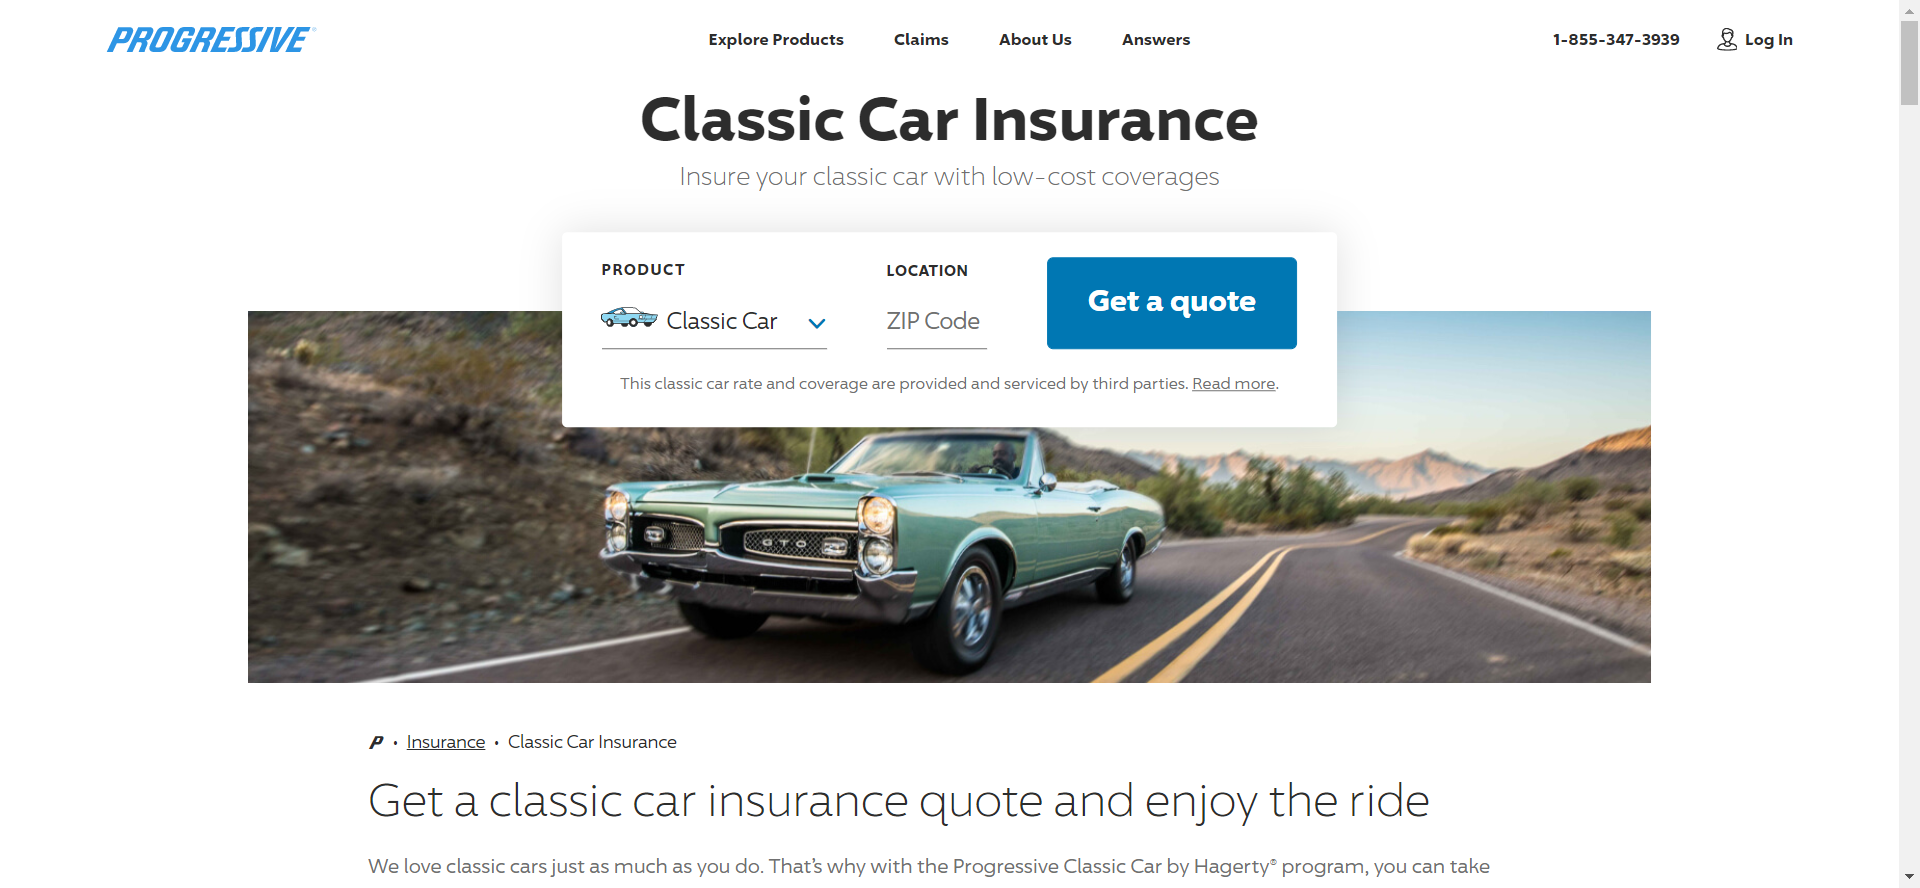 PROGRESSIVE
Explore Products Claims About Us Answers 1-855-347-3939 Log In
Classic Car Insurance
Insure your classic car with low-cost coverages
PRODUCT LOCATION
Classic Car ZIP Code Get a quote
This classic car rate and coverage are provided and serviced by third parties. Read more.
GTO
P • Insurance • Classic Car Insurance
Get a classic car insurance quote and enjoy the ride
We love classic cars just as much as you do. That’s why with the Progressive Classic Car by Hagerty® program, you can take